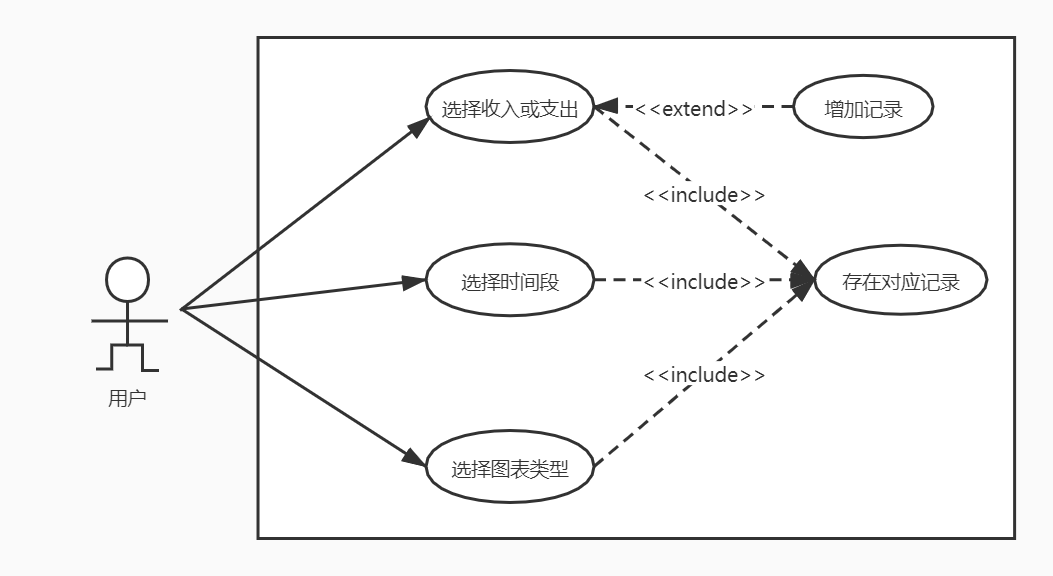 选择收入或支出
<<extend>>
增加记录
<<include>>
选择时间段
<<include>>
存在对应记录
<<include>>
用户
选择图表类型